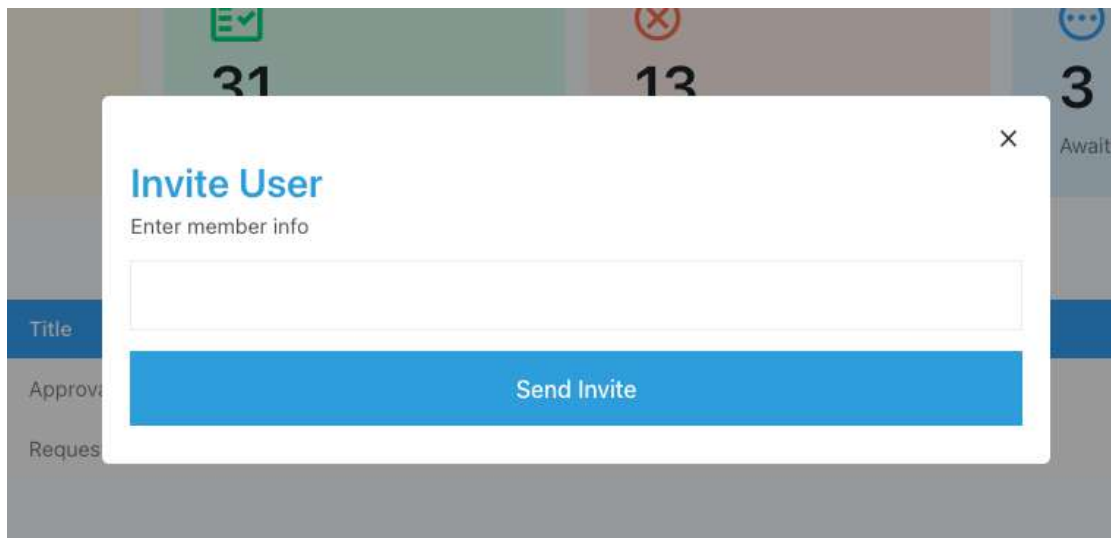 31
13
3
Await
Invite User
Enter member info
Title
Send Invite
Approva
Reques